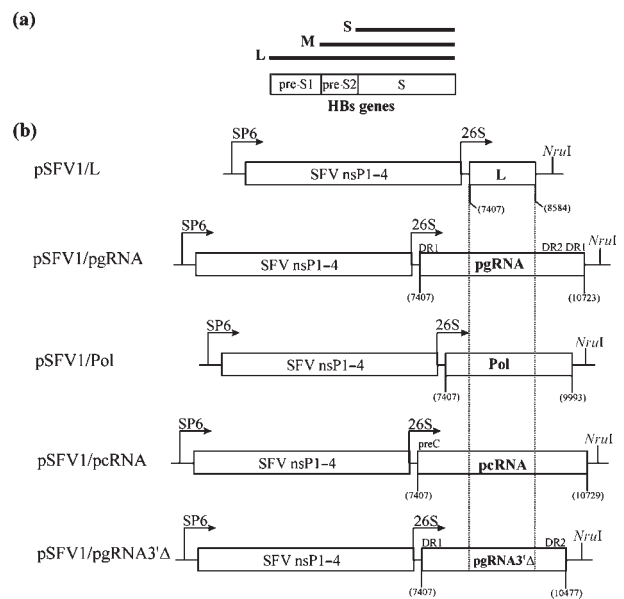 (a)
S
M
L
pre-S1 pre-S2 S
HBs genes
(b)
SP6 26S NruI
pSFV1/L SFV nsP1-4 L
(7407) (8584)
SP6 26S DR1 DR2 DR1 NruI
pSFV1/pgRNA SFV nsP1-4 pgRNA
(7407) (10723)
SP6 26S NruI
pSFV1/Pol SFV nsP1-4 Pol
(7407) (9993)
SP6 26S NruI
preC
pSFV1/pcRNA SFV nsP1-4 pcRNA
(7407) (10729)
SP6 26S NruI
DR1 DR2
pSFV1/pgRNA3'Δ SFV nsP1-4 pgRNA3'Δ
(7407) (10477)